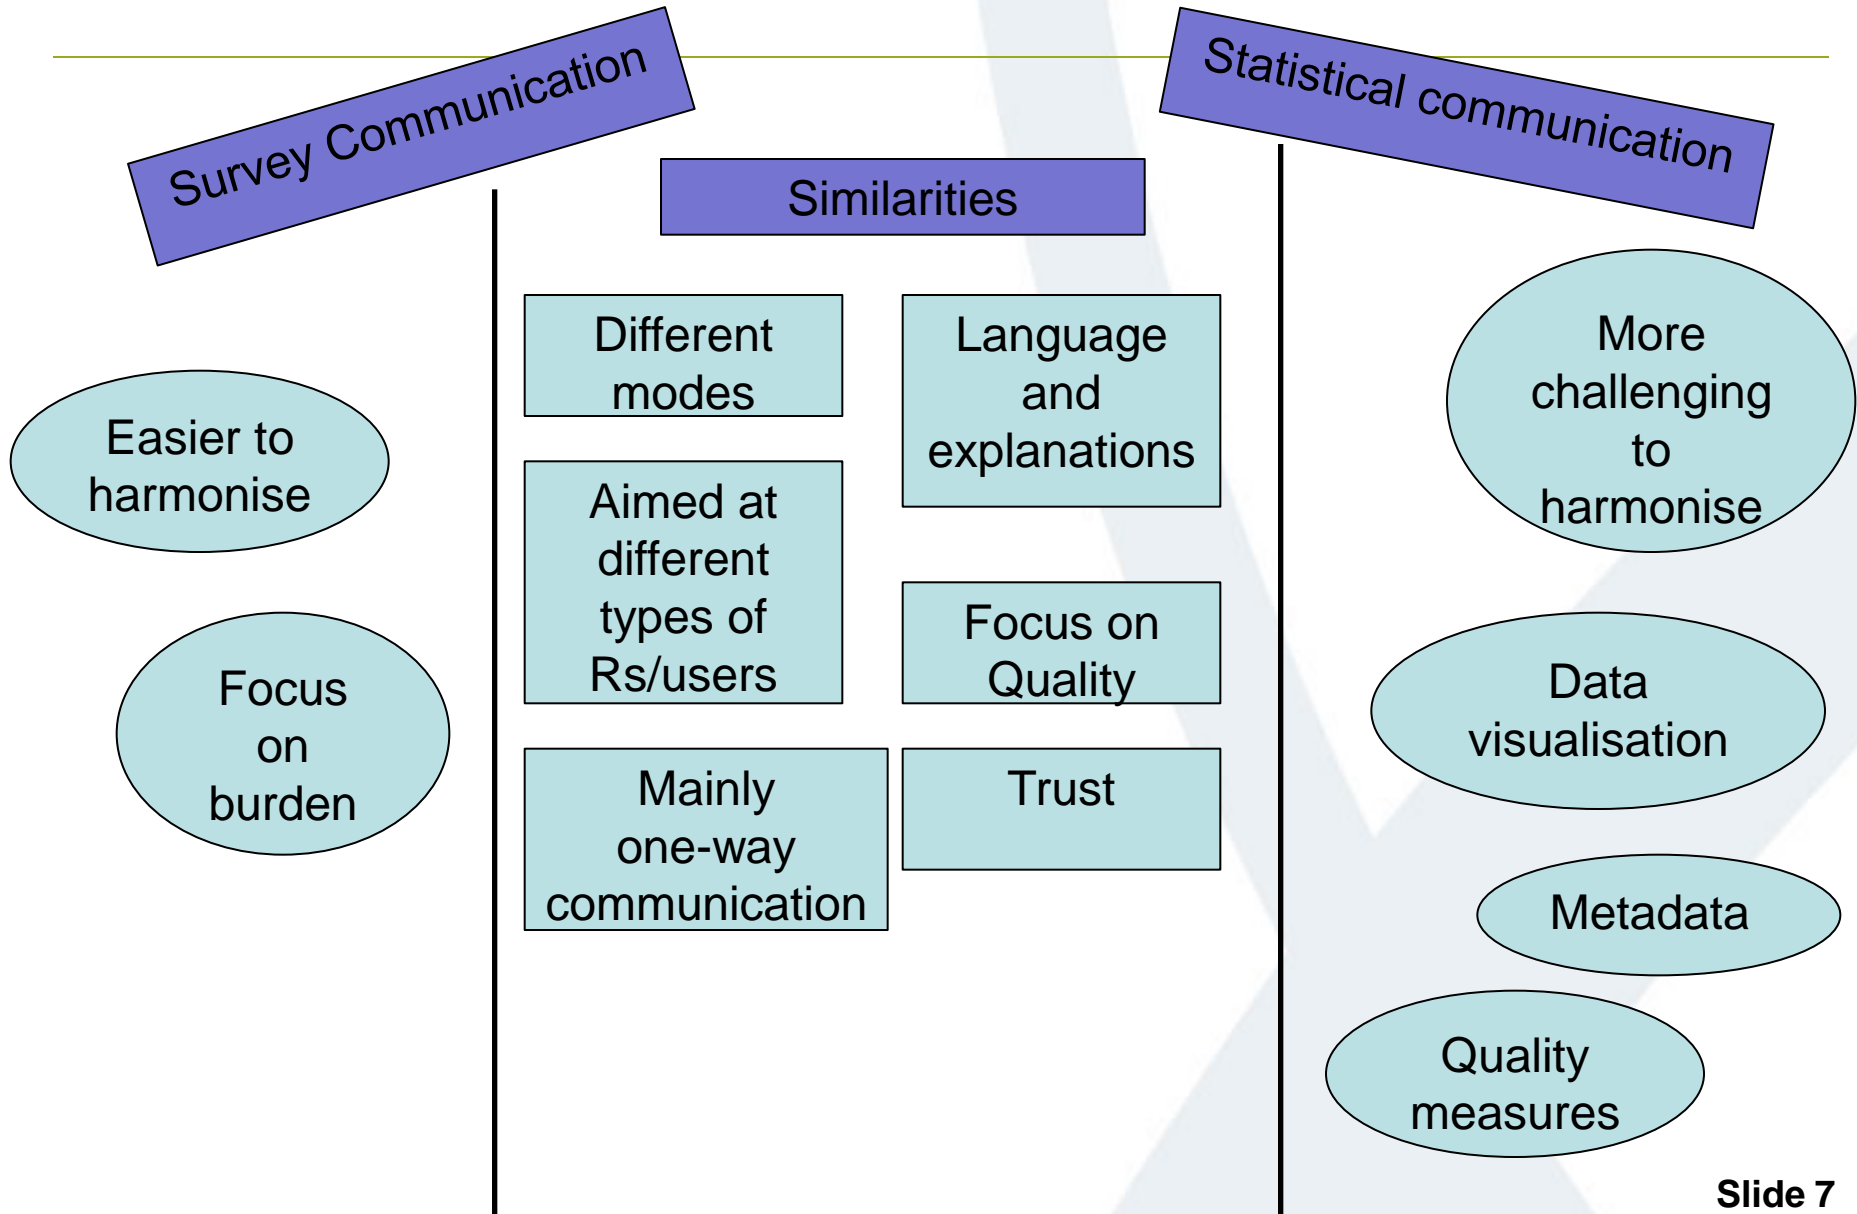 Survey Communication
Easier to
harmonise
Focus
on
burden
Similarities
Different
modes
Aimed at
different
types of
Rs/users
Mainly
one-way
communication
Language
and
explanations
Focus on
Quality
Trust
Statistical communication
More
challenging
to
harmonise
Data
visualisation
Metadata
Quality
measures
Slide 7